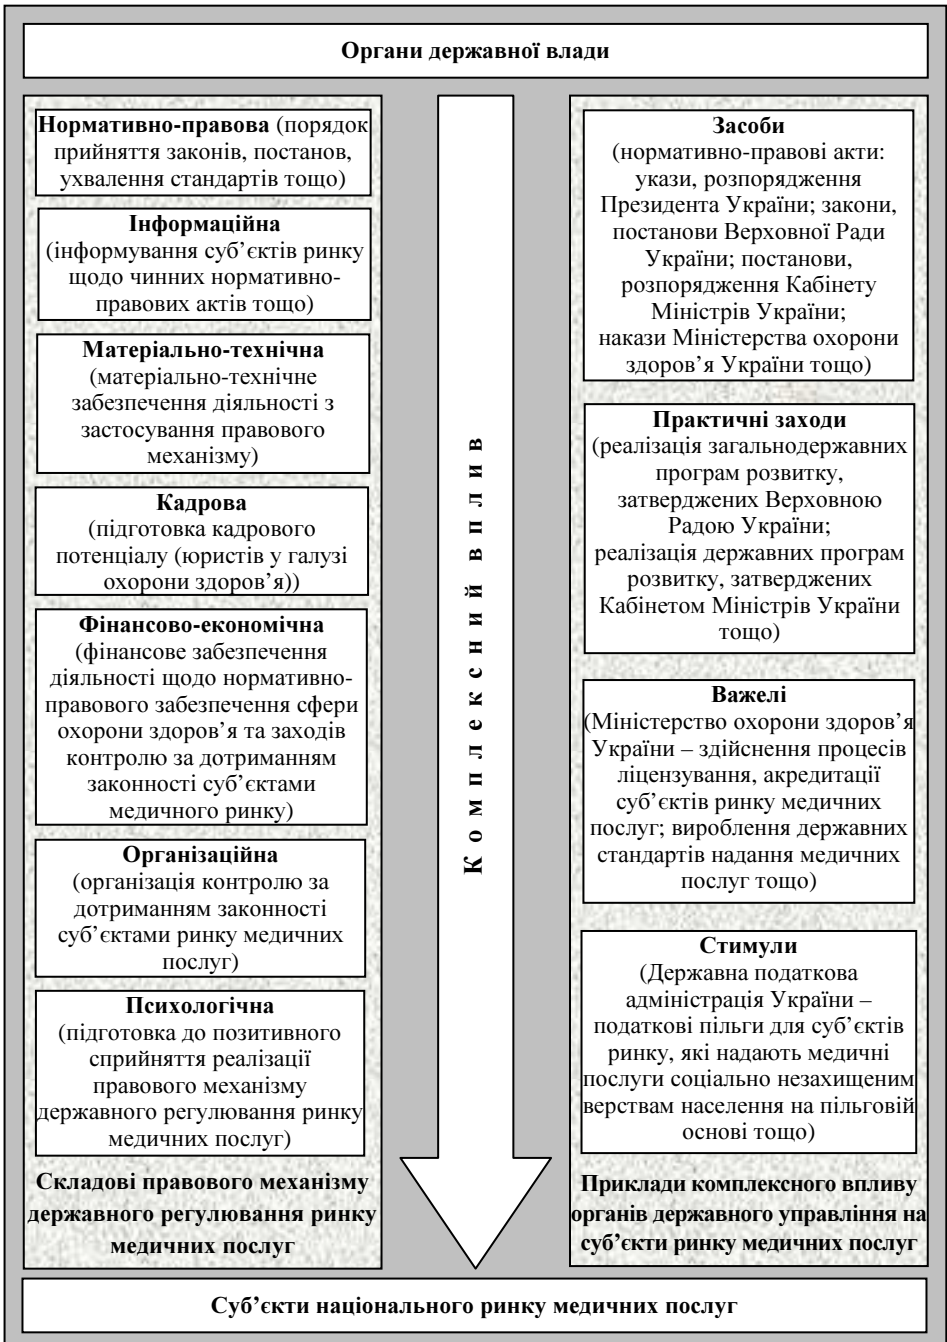 Органи державної влади
Нормативно-правова (порядок
прийняття законів, постанов,
ухвалення стандартів тощо)
Інформаційна
(інформування суб’єктів ринку
щодо чинних нормативно-
правових актів тощо)
Матеріально-технічна
(матеріально-технічне
забезпечення діяльності з
застосування правового
механізму)
Кадрова
(підготовка кадрового
потенціалу (юристів у галузі
охорони здоров’я))
Фінансово-економічна
(фінансове забезпечення
діяльності щодо нормативно-
правового забезпечення сфери
охорони здоров’я та заходів
контролю за дотриманням
законності суб’єктами
медичного ринку)
Організаційна
(організація контролю за
дотриманням законності
суб’єктами ринку медичних
послуг)
Психологічна
(підготовка до позитивного
сприйняття реалізації
правового механізму
державного регулювання ринку
медичних послуг)
Складові правового механізму
державного регулювання ринку
медичних послуг
Комплексний вплив
Засоби
(нормативно-правові акти:
укази, розпорядження
Президента України; закони,
постанови Верховної Ради
України; постанови,
розпорядження Кабінету
Міністрів України;
накази Міністерства охорони
здоров’я України тощо)
Практичні заходи
(реалізація загальнодержавних
програм розвитку,
затверджених Верховною
Радою України;
реалізація державних програм
розвитку, затверджених
Кабінетом Міністрів України
тощо)
Важелі
(Міністерство охорони здоров’я
України – здійснення процесів
ліцензування, акредитації
суб’єктів ринку медичних
послуг; вироблення державних
стандартів надання медичних
послуг тощо)
Стимули
(Державна податкова
адміністрація України –
податкові пільги для суб’єктів
ринку, які надають медичні
послуги соціально незахищеним
верствам населення на пільговій
основі тощо)
Приклади комплексного впливу
органів державного управління на
суб’єкти ринку медичних послуг
Суб’єкти національного ринку медичних послуг